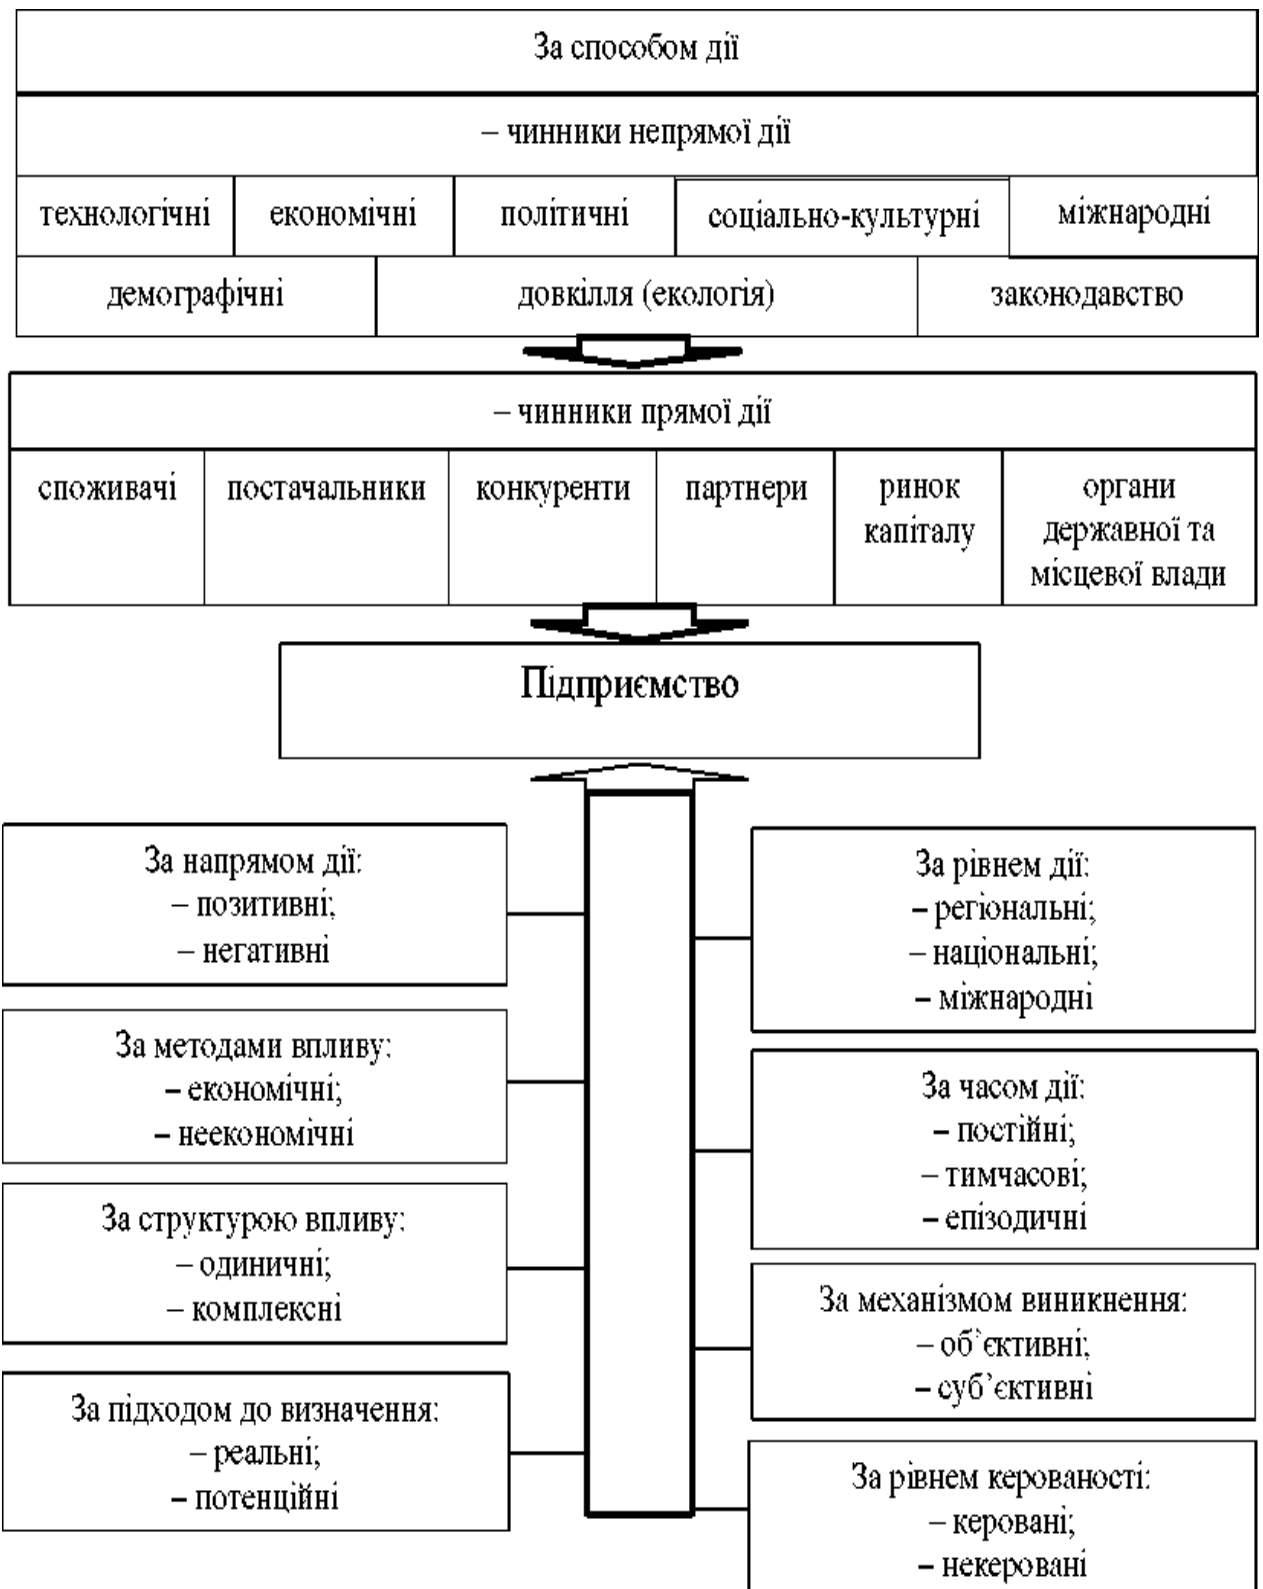 За способом дії
– чинники непрямої дії
технологічні економічні політичні соціально-культурні міжнародні
демографічні довкілля (екологія) законодавство
– чинники прямої дії
споживачі постачальники конкуренти партнери ринок капіталу органи державної та місцевої влади
Підприємство
За напрямом дії:
– позитивні;
– негативні
За методами впливу:
– економічні;
– неекономічні
За структурою впливу:
– одиничні;
– комплексні
За підходом до визначення:
– реальні;
– потенційні
За рівнем дії:
– регіональні;
– національні;
– міжнародні
За часом дії:
– постійні;
– тимчасові;
– епізодичні
За механізмом виникнення:
– об’єктивні;
– суб’єктивні
За рівнем керованості:
– керовані;
– некеровані